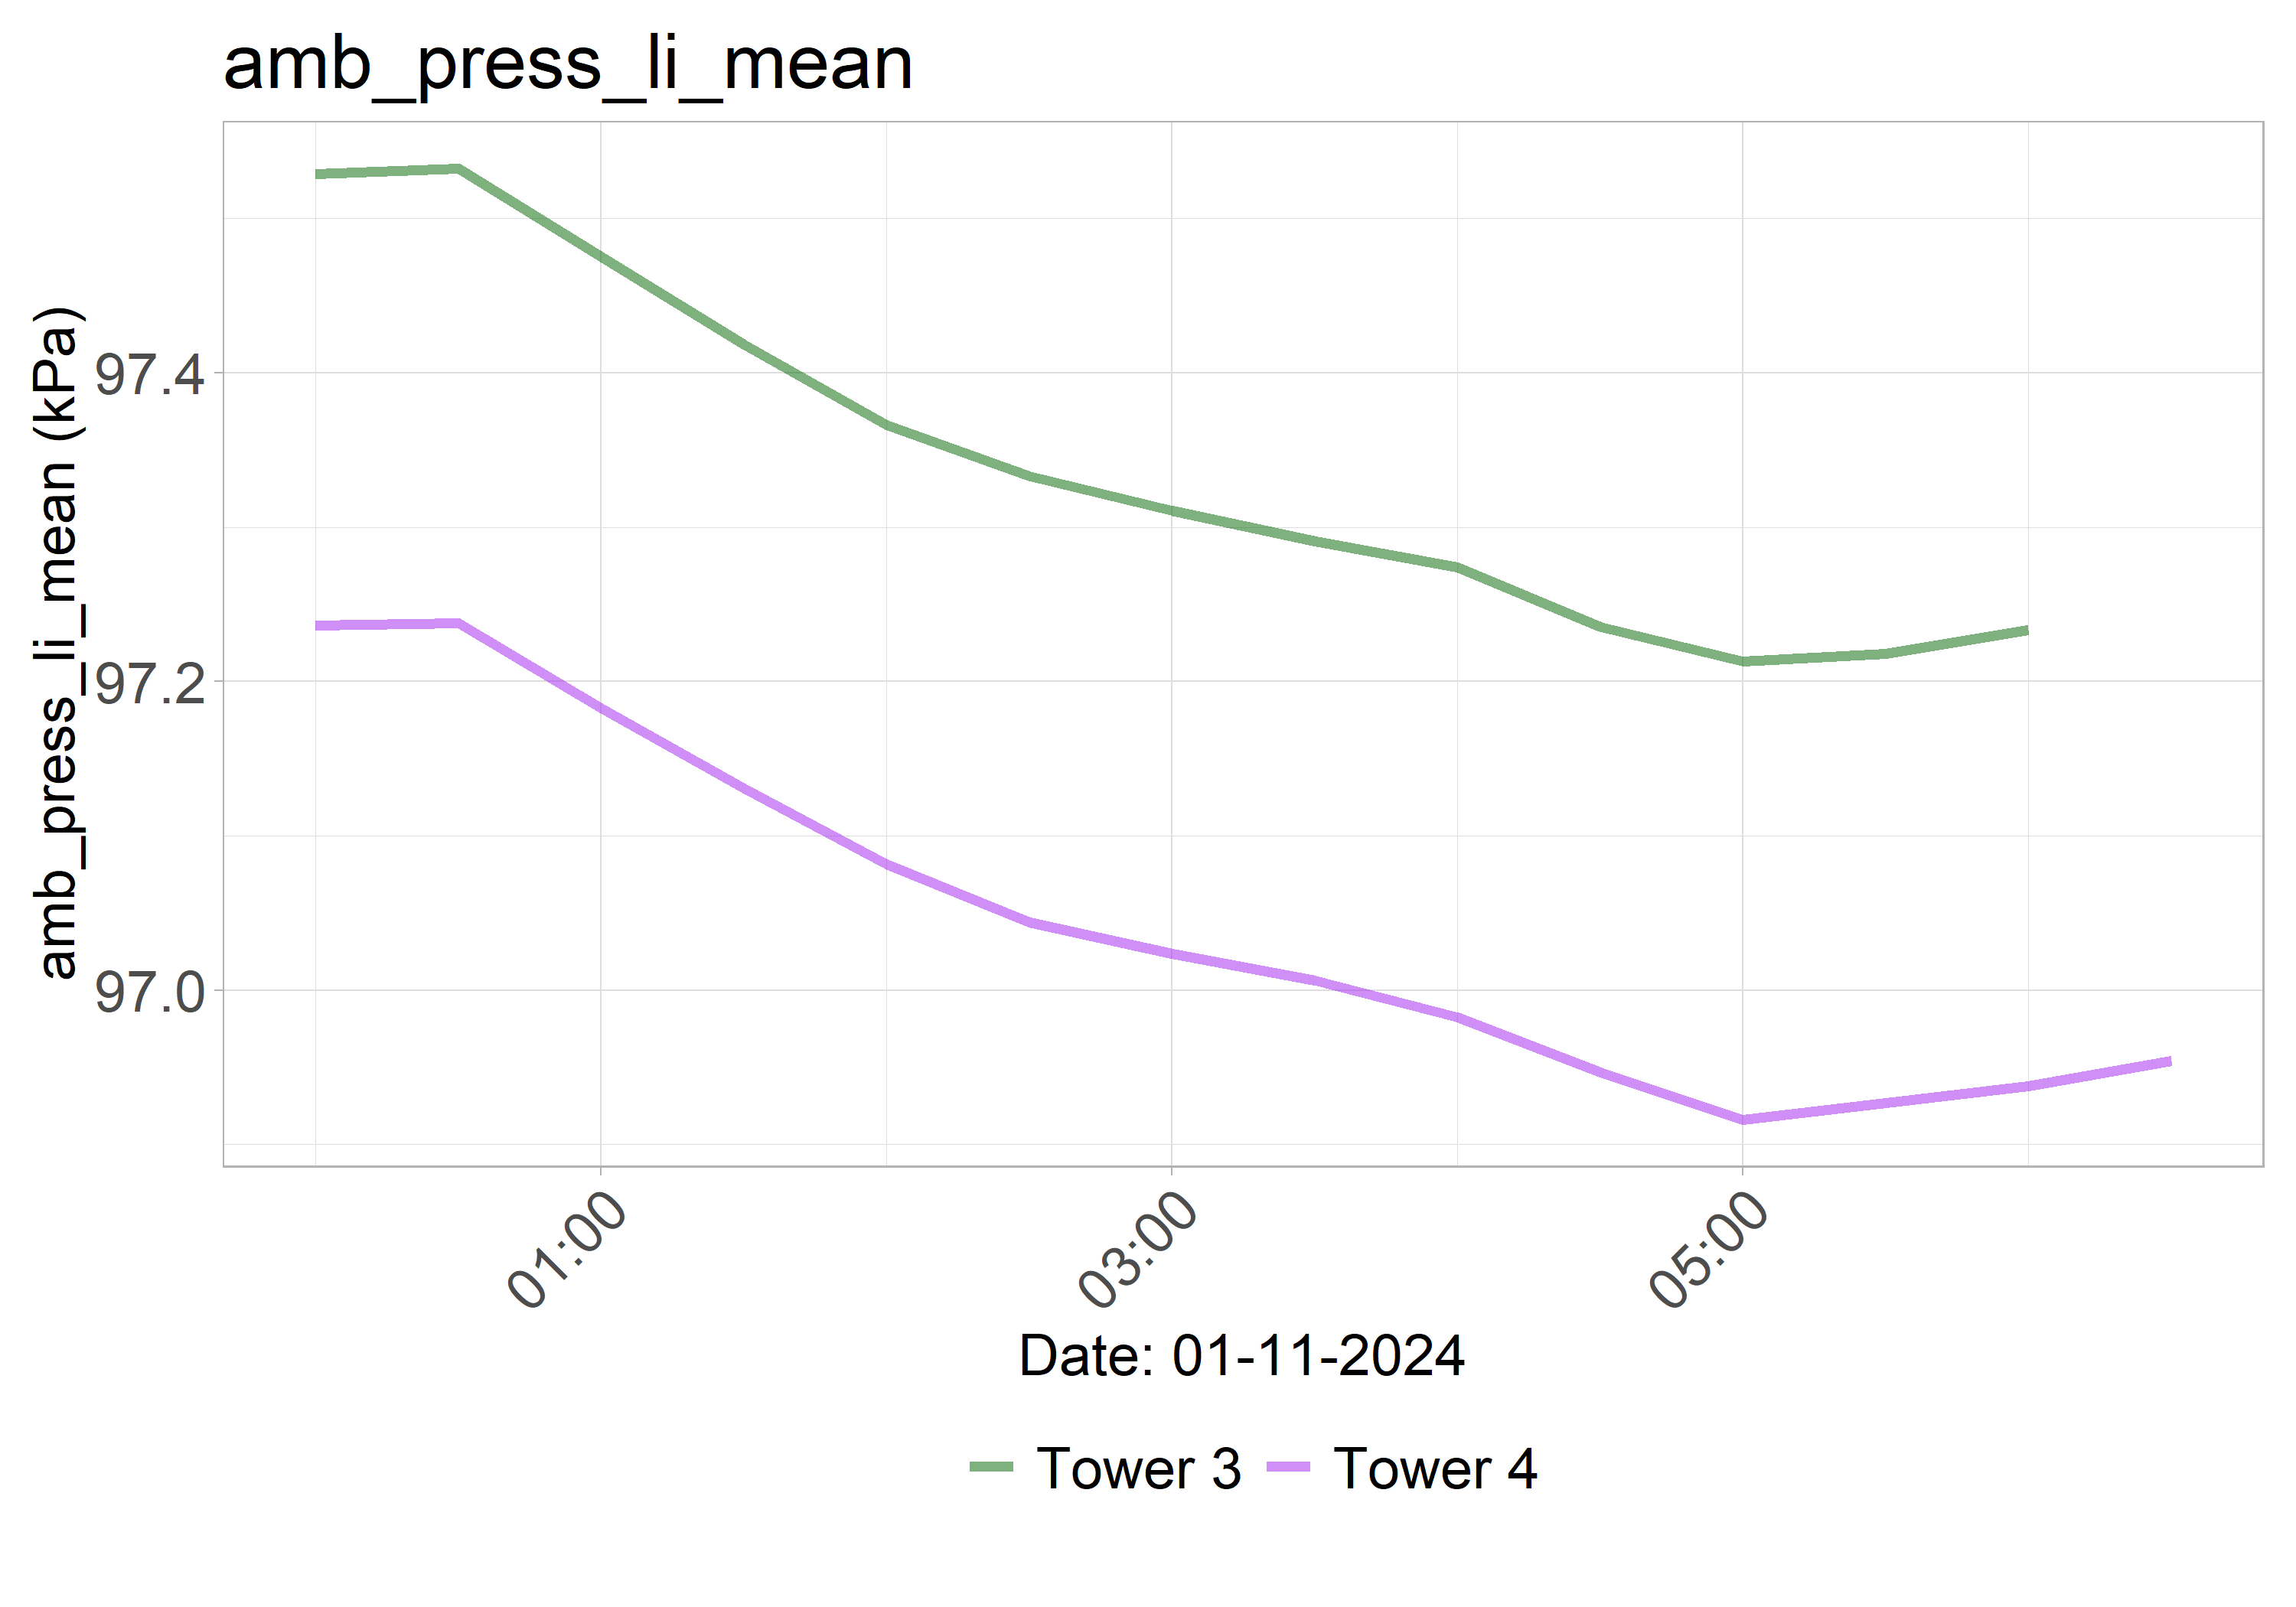 amb_press_li_mean
amb_press_li_mean (kPa)
97.4
97.2
97.0
01:00
03:00
05:00
Date: 01-11-2024
Tower 3
Tower 4